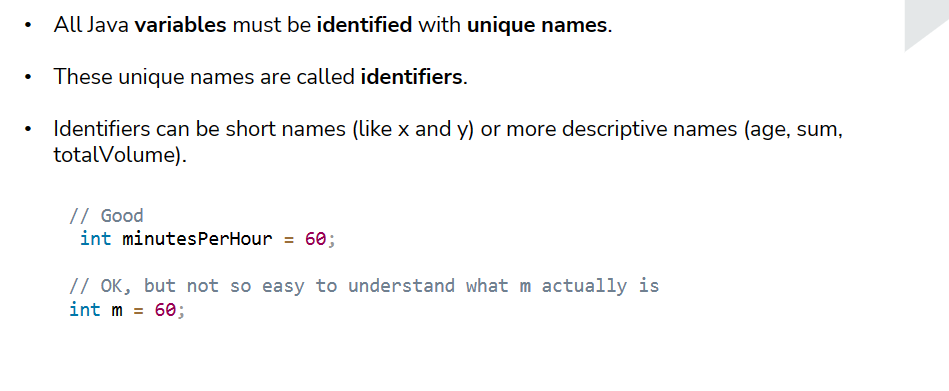 • All Java variables must be identified with unique names.
• These unique names are called identifiers.
• Identifiers can be short names (like x and y) or more descriptive names (age, sum,
totalVolume).
// Good
int minutesPerHour = 60;
// OK, but not so easy to understand what m actually is
int m = 60;